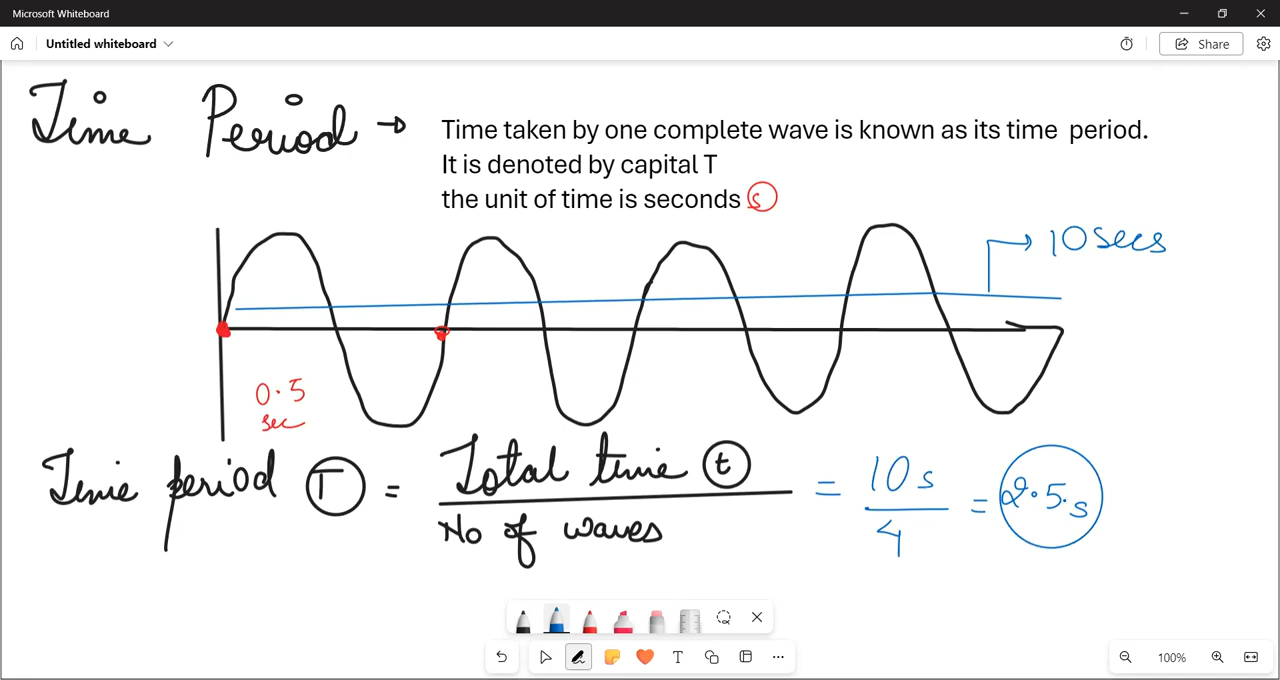 Microsoft Whiteboard
Untitled whiteboard
Share
Time Period →
Time taken by one complete wave is known as its time period.
It is denoted by capital T
the unit of time is seconds s
→ 10 secs
0.5
sec
Time period T = Total time t / No of waves = 10 s / 4 = 2.5 s
T
100%